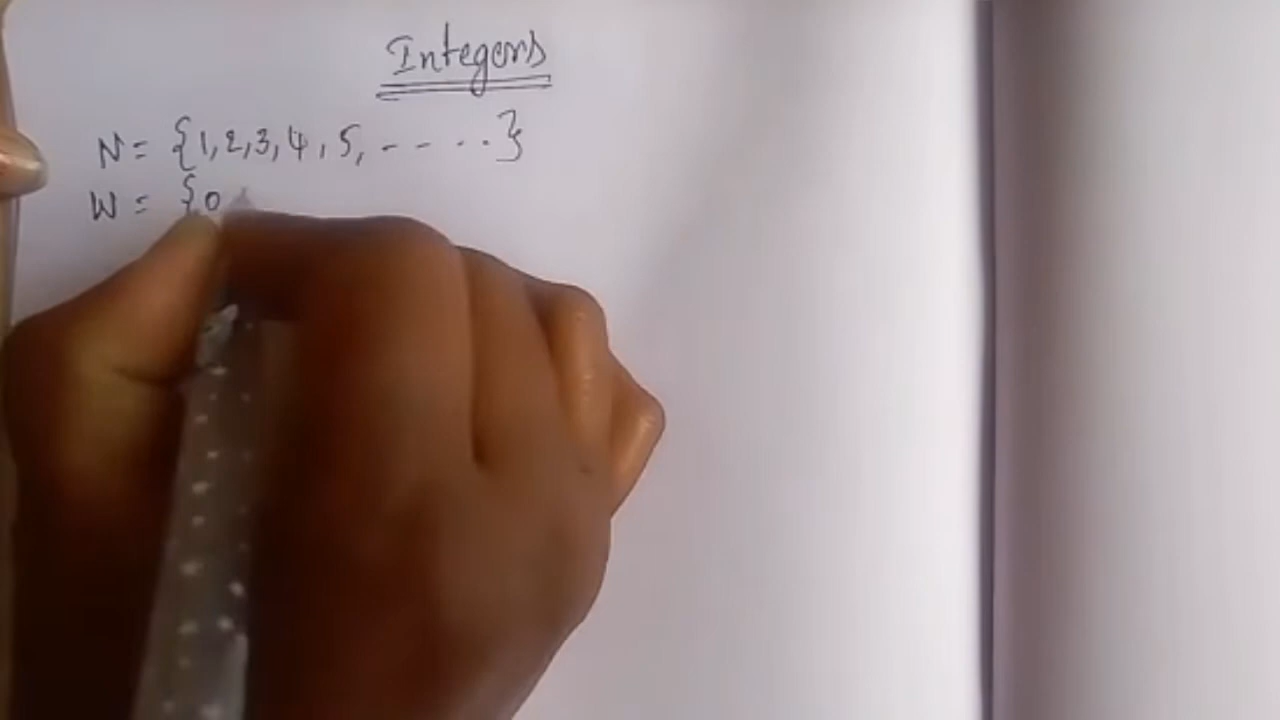 Integers
N = {1, 2, 3, 4, 5, - - - . . }
W = {0